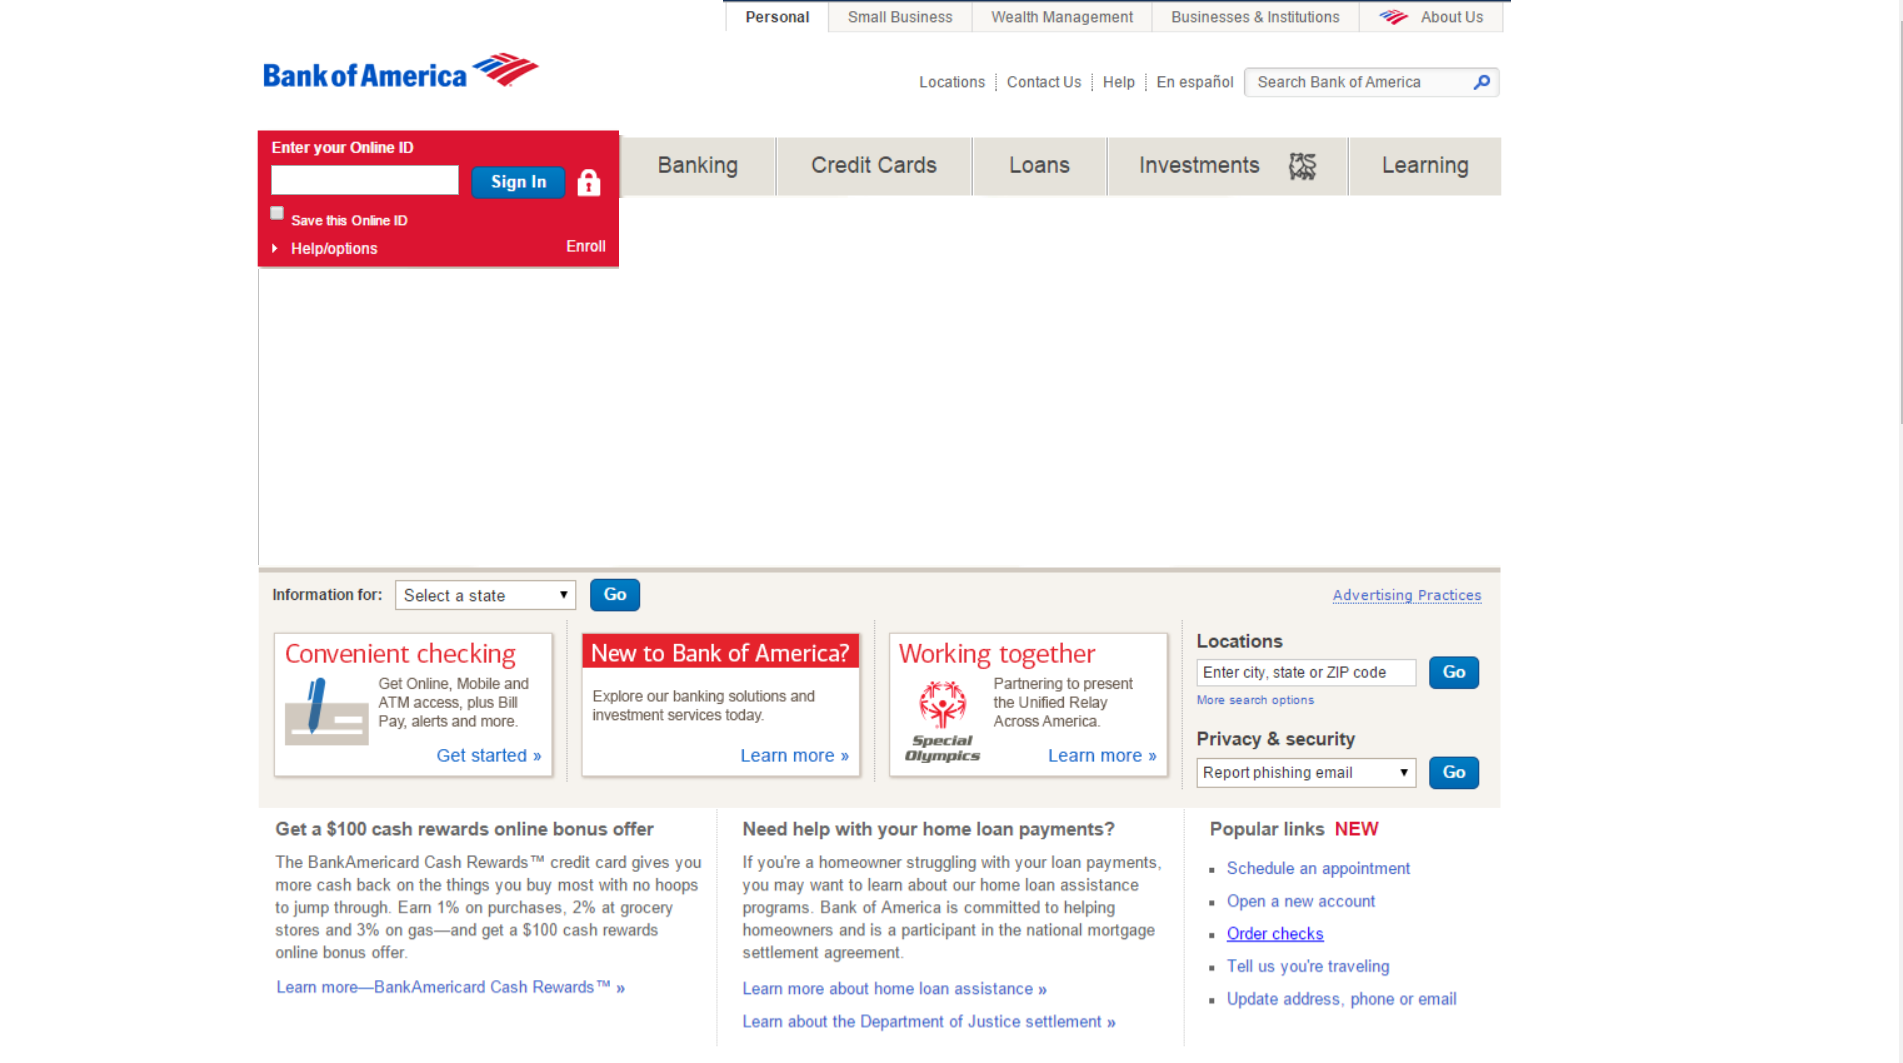 Personal Small Business Wealth Management Businesses & Institutions About Us
Bank of America
Locations Contact Us Help En español Search Bank of America
Enter your Online ID
Sign In
Save this Online ID
Help/options Enroll
Banking Credit Cards Loans Investments Learning
Information for: Select a state Go Advertising Practices
Convenient checking
Get Online, Mobile and
ATM access, plus Bill
Pay, alerts and more.
Get started »
New to Bank of America?
Explore our banking solutions and
investment services today.
Learn more »
Working together
Partnering to present
the Unified Relay
Across America.
Special
Olympics
Learn more »
Locations
Enter city, state or ZIP code Go
More search options
Privacy & security
Report phishing email Go
Get a $100 cash rewards online bonus offer
The BankAmericard Cash Rewards™ credit card gives you
more cash back on the things you buy most with no hoops
to jump through. Earn 1% on purchases, 2% at grocery
stores and 3% on gas—and get a $100 cash rewards
online bonus offer.
Learn more—BankAmericard Cash Rewards™ »
Need help with your home loan payments?
If you're a homeowner struggling with your loan payments,
you may want to learn about our home loan assistance
programs. Bank of America is committed to helping
homeowners and is a participant in the national mortgage
settlement agreement.
Learn more about home loan assistance »
Learn about the Department of Justice settlement »
Popular links NEW
Schedule an appointment
Open a new account
Order checks
Tell us you're traveling
Update address, phone or email